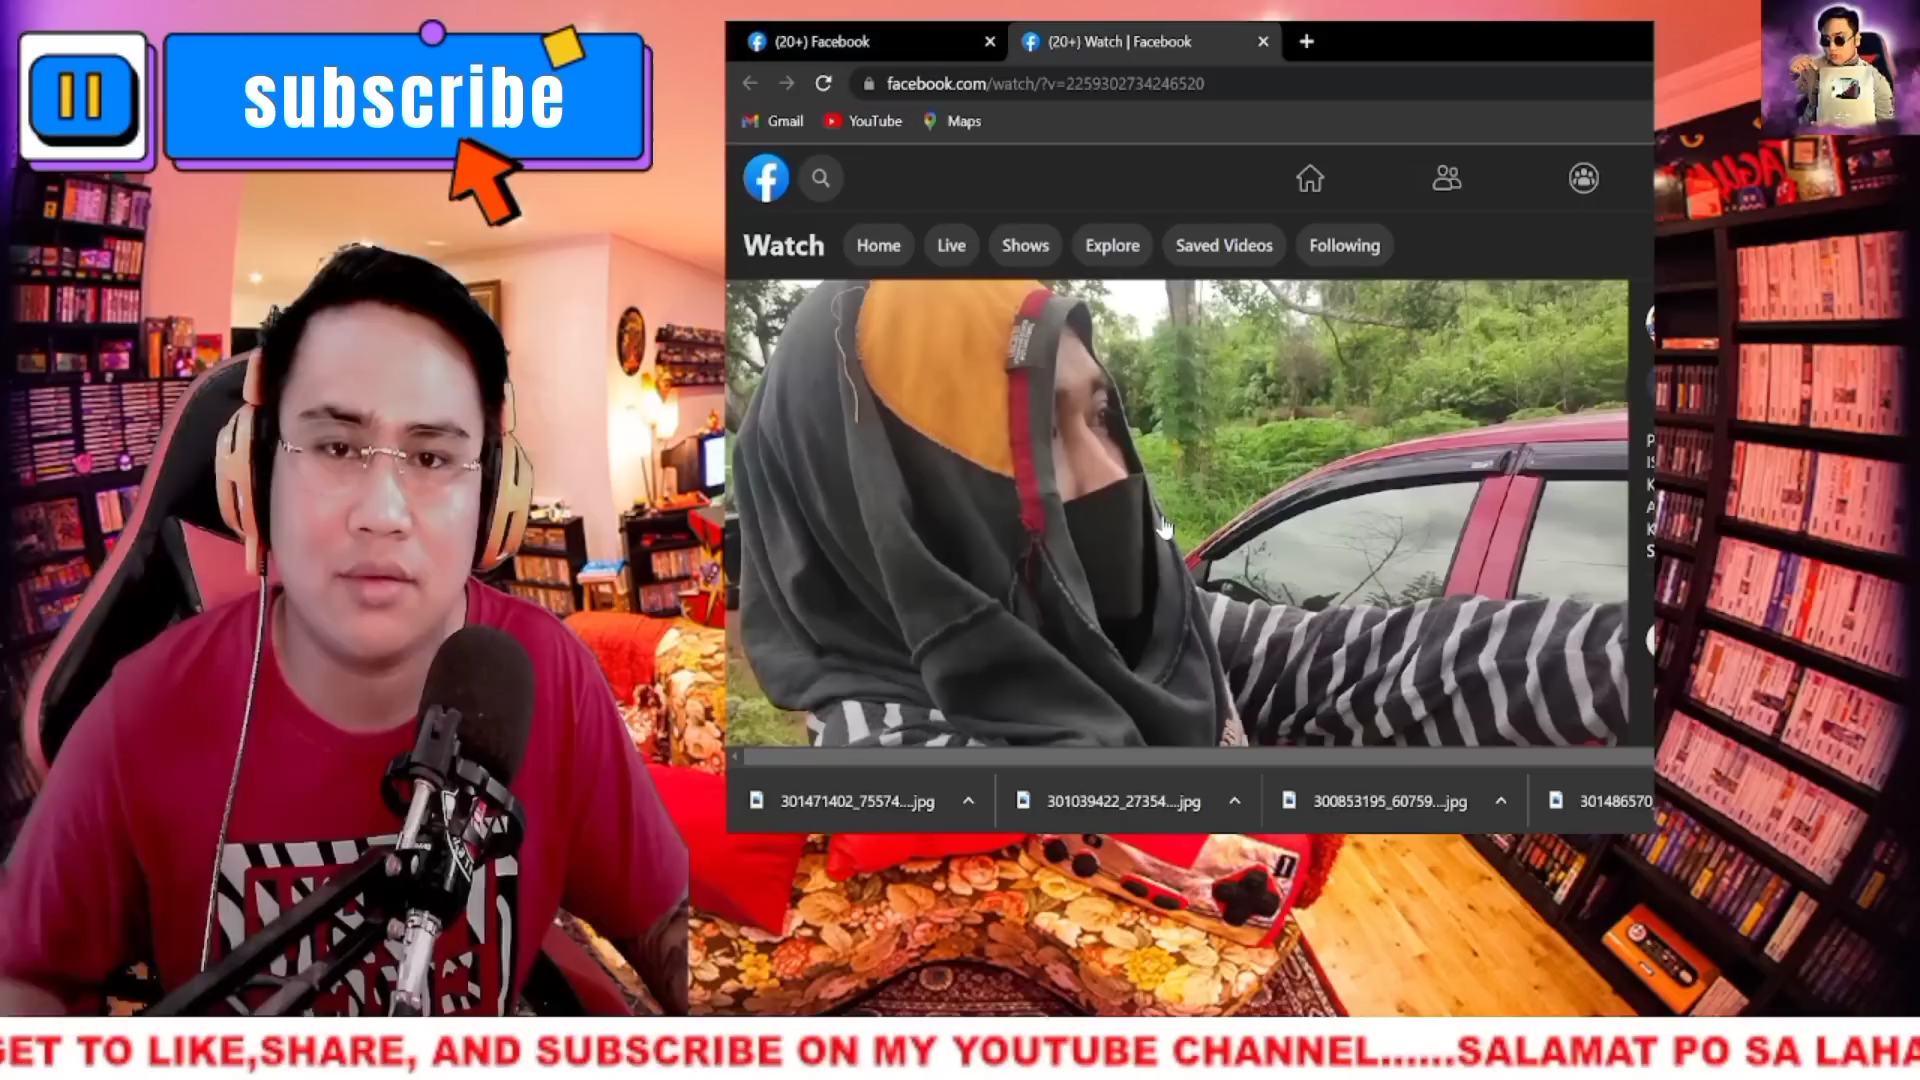 subscribe
(20+) Facebook
(20+) Watch | Facebook
facebook.com/watch/?v=2259302734246520
Gmail
YouTube
Maps
Watch
Home
Live
Shows
Explore
Saved Videos
Following
301471402_75574....jpg
301039422_27354....jpg
300853195_60759....jpg
301486570
GET TO LIKE,SHARE, AND SUBSCRIBE ON MY YOUTUBE CHANNEL......SALAMAT PO SA LAHA